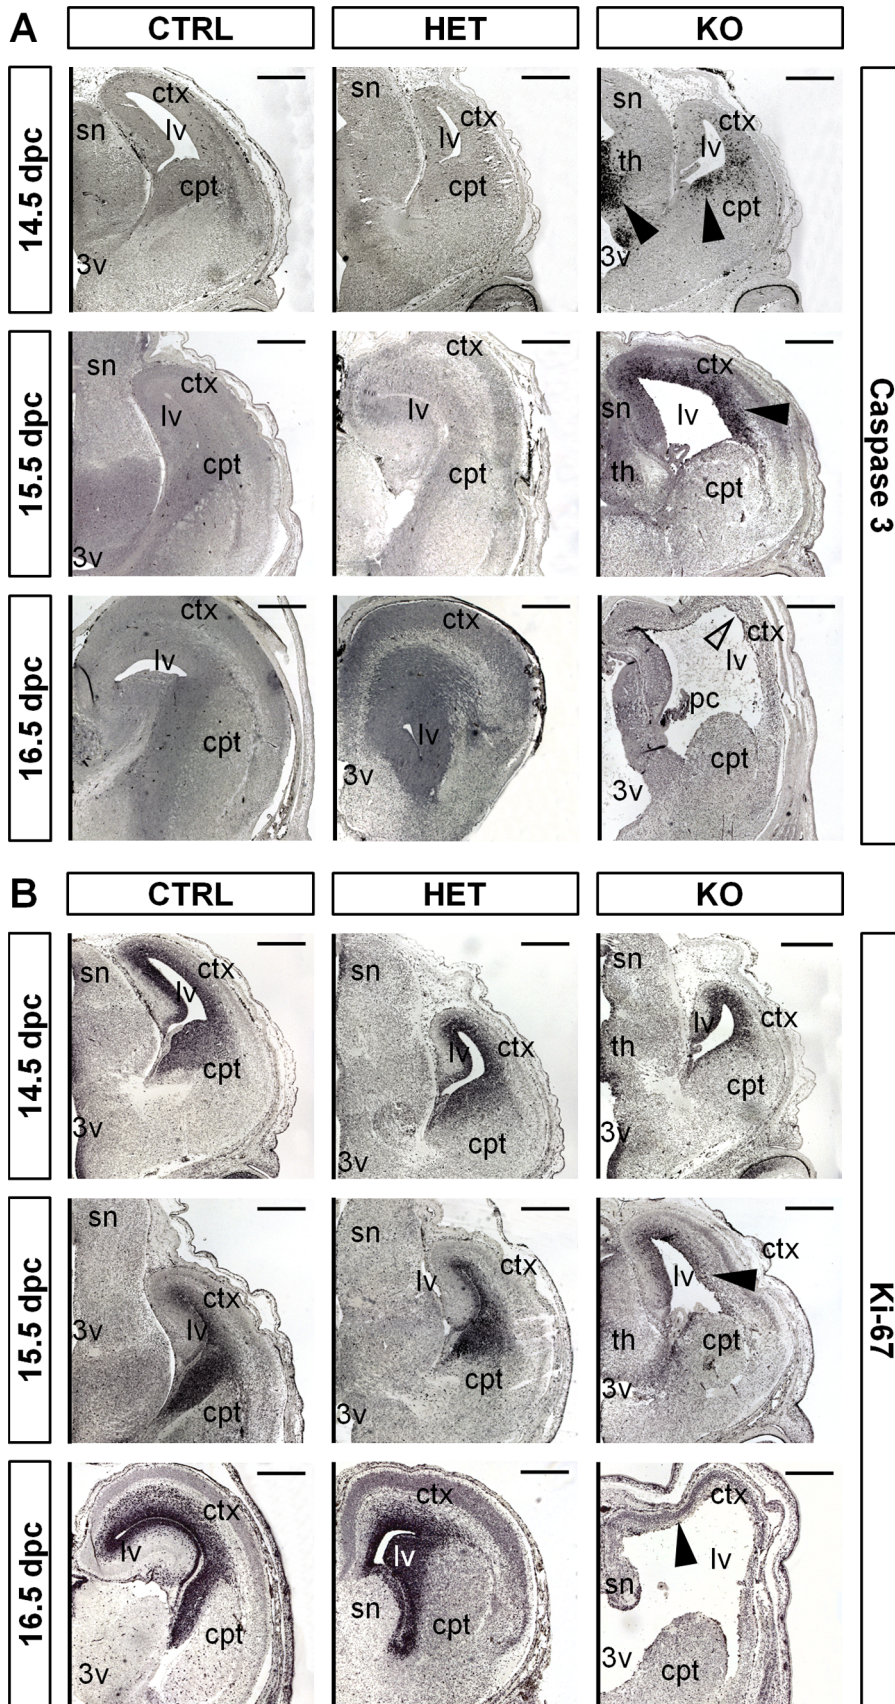 A CTRL HET KO
14.5 dpc
sn ctx lv cpt 3v
sn ctx lv cpt
sn ctx lv th cpt 3v
15.5 dpc
sn ctx lv cpt 3v
ctx lv cpt
ctx sn lv th cpt
16.5 dpc
ctx lv cpt
ctx lv 3v
ctx lv pc cpt 3v
Caspase 3
B CTRL HET KO
14.5 dpc
sn ctx lv cpt 3v
sn ctx lv cpt 3v
sn lv ctx th cpt 3v
15.5 dpc
sn 3v ctx lv cpt
sn lv ctx cpt 3v
ctx lv th cpt 3v
16.5 dpc
ctx lv cpt 3v
ctx lv sn cpt
ctx lv sn 3v cpt
Ki-67